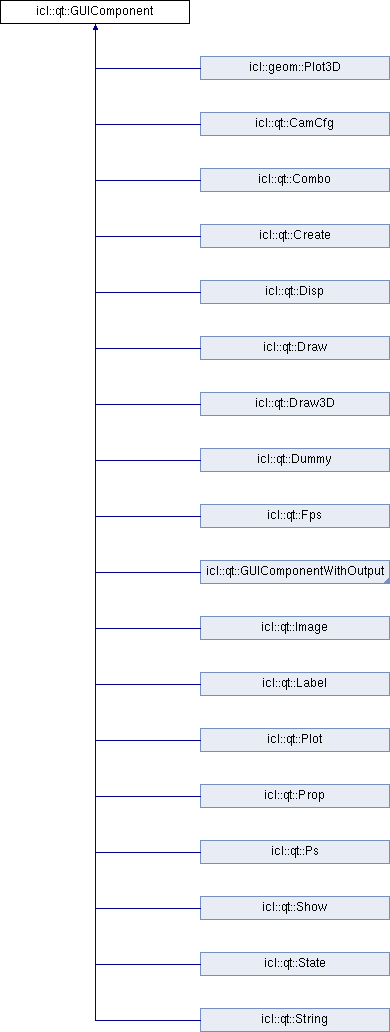 icl::qt::GUIComponent
icl::geom::Plot3D
icl::qt::CamCfg
icl::qt::Combo
icl::qt::Create
icl::qt::Disp
icl::qt::Draw
icl::qt::Draw3D
icl::qt::Dummy
icl::qt::Fps
icl::qt::GUIComponentWithOutput
icl::qt::Image
icl::qt::Label
icl::qt::Plot
icl::qt::Prop
icl::qt::Ps
icl::qt::Show
icl::qt::State
icl::qt::String